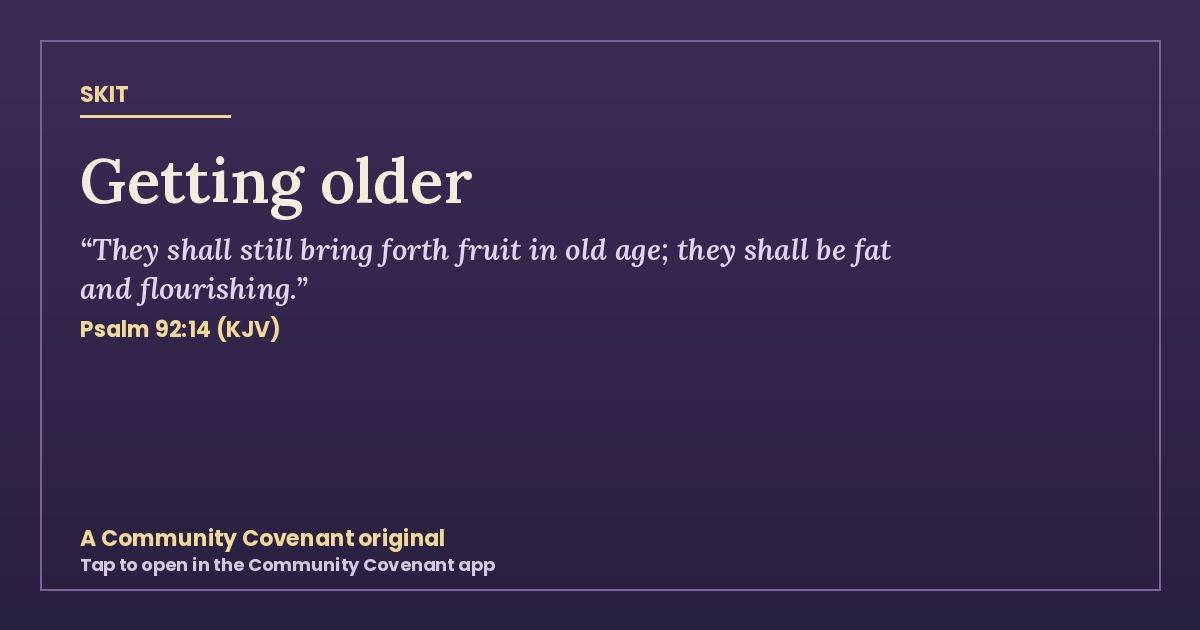 SKIT
Getting older
“They shall still bring forth fruit in old age; they shall be fat
and flourishing.”
Psalm 92:14 (KJV)
A Community Covenant original
Tap to open in the Community Covenant app